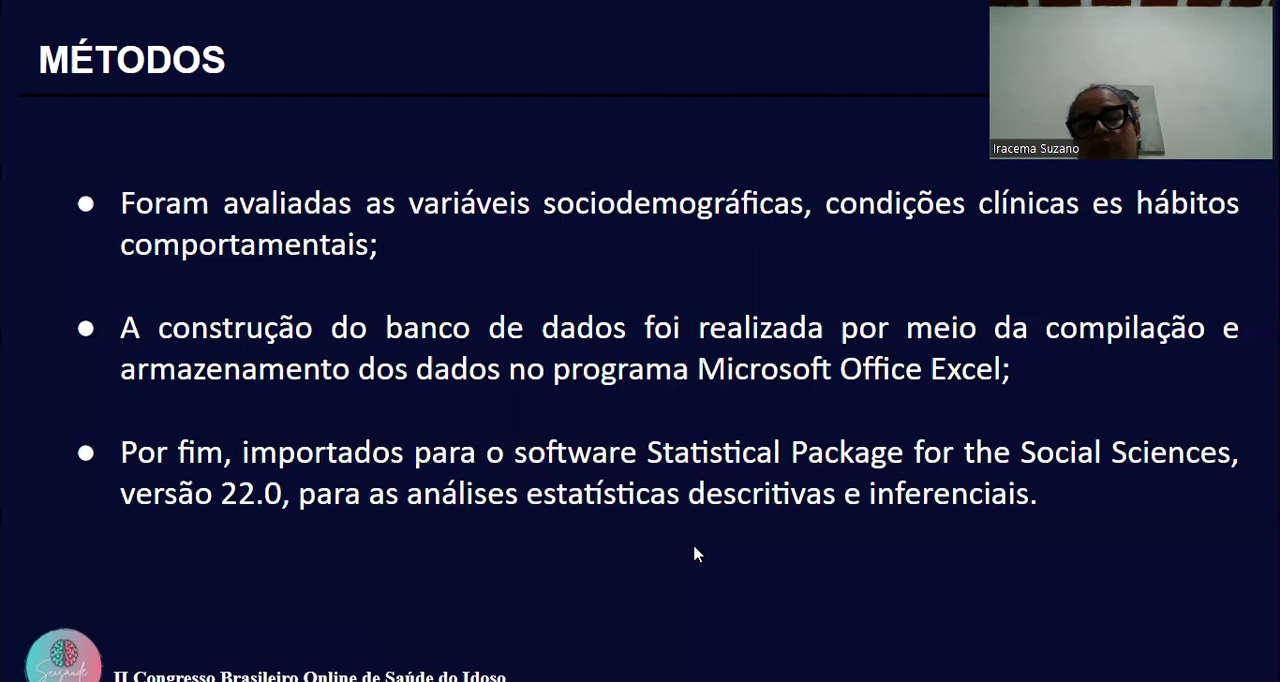 MÉTODOS
Iracema Suzano
● Foram avaliadas as variáveis sociodemográficas, condições clínicas es hábitos
comportamentais;
● A construção do banco de dados foi realizada por meio da compilação e
armazenamento dos dados no programa Microsoft Office Excel;
● Por fim, importados para o software Statistical Package for the Social Sciences,
versão 22.0, para as análises estatísticas descritivas e inferenciais.
II Congresso Brasileiro Online de Saúde do Idoso